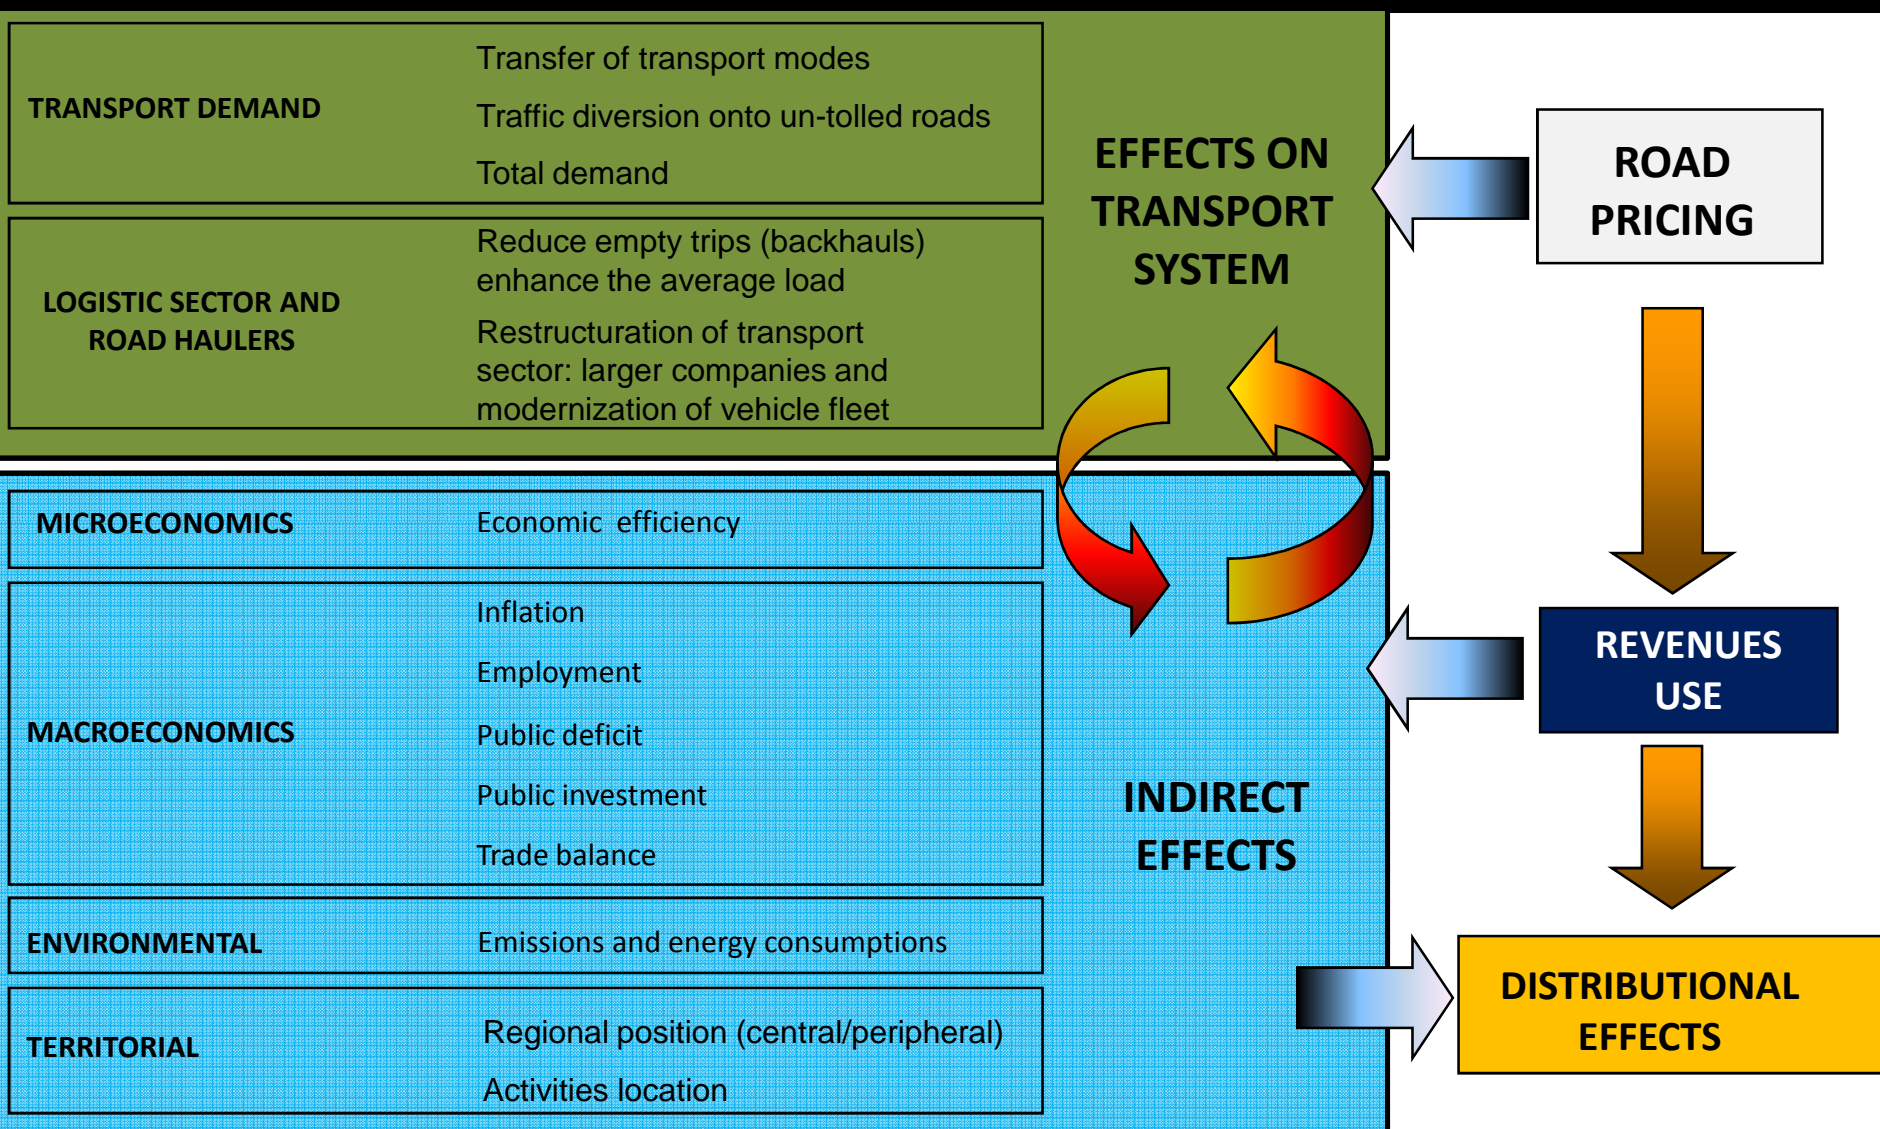 TRANSPORT DEMAND
Transfer of transport modes
Traffic diversion onto un-tolled roads
Total demand
LOGISTIC SECTOR AND
ROAD HAULERS
Reduce empty trips (backhauls)
enhance the average load
Restructuration of transport
sector: larger companies and
modernization of vehicle fleet
EFFECTS ON
TRANSPORT
SYSTEM
ROAD
PRICING
MICROECONOMICS
Economic efficiency
MACROECONOMICS
Inflation
Employment
Public deficit
Public investment
Trade balance
ENVIRONMENTAL
Emissions and energy consumptions
TERRITORIAL
Regional position (central/peripheral)
Activities location
INDIRECT
EFFECTS
REVENUES
USE
DISTRIBUTIONAL
EFFECTS